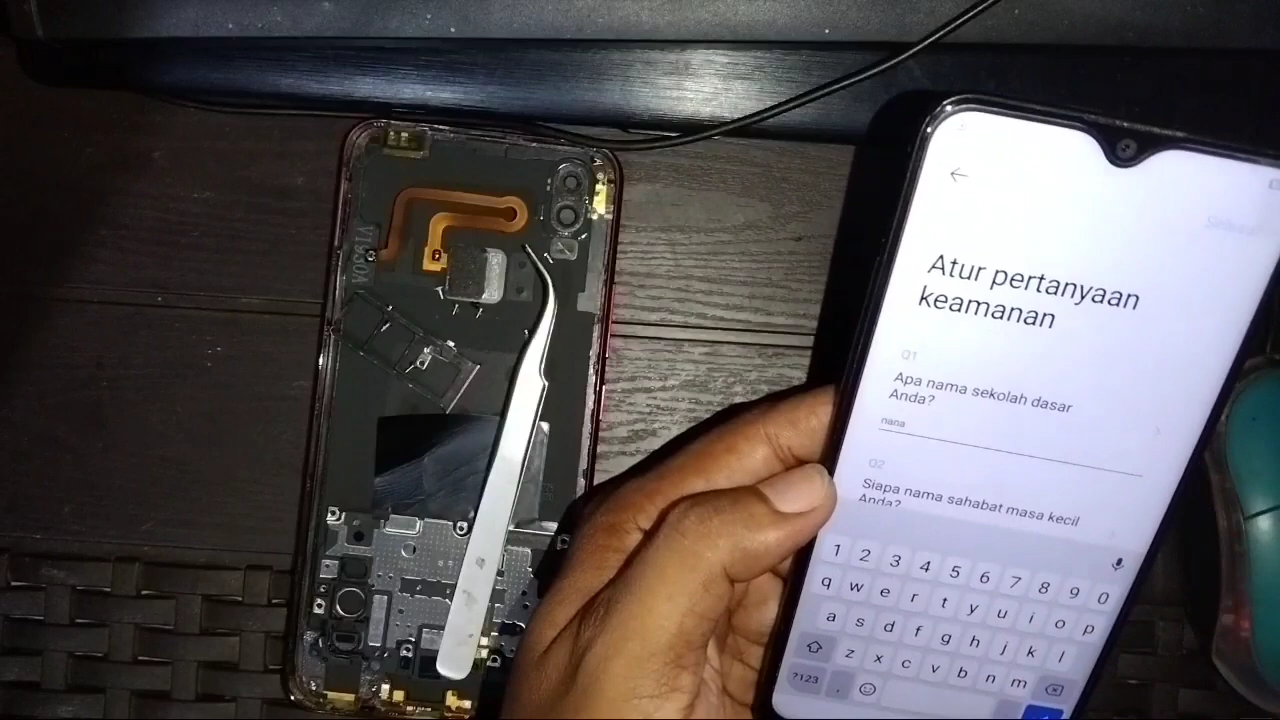 V1930A
Atur pertanyaan
keamanan
Q1
Apa nama sekolah dasar
Anda?
nana
Q2
Siapa nama sahabat masa kecil
Anda?
1 2 3 4 5 6 7 8 9 0
q w e r t y u i o p
a s d f g h j k l
z x c v b n m
?123 ,